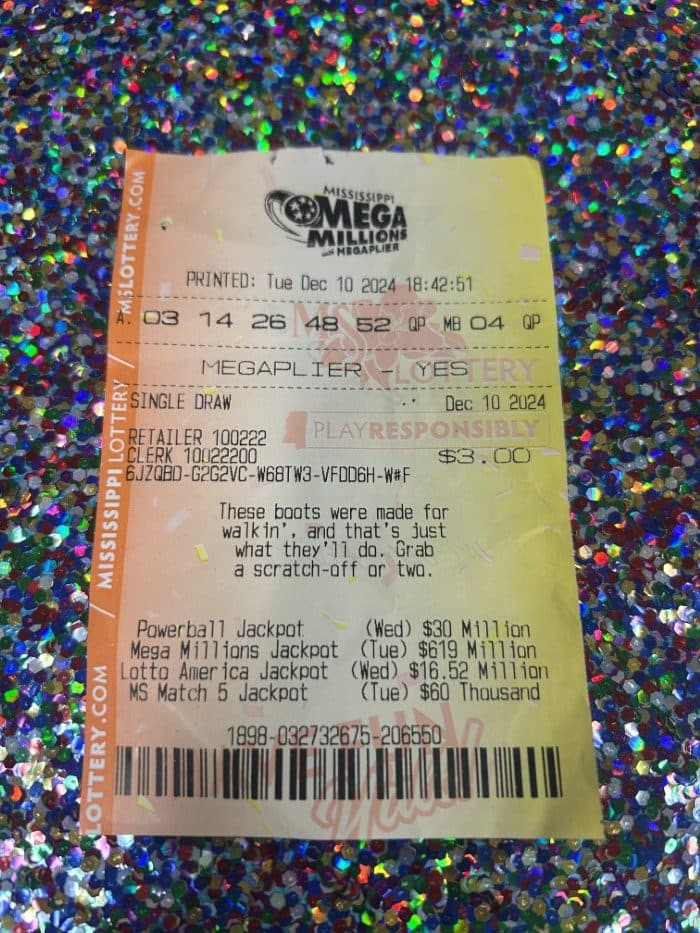 MISSISSIPPI
MEGA
MILLIONS
WITH MEGAPLIER
PRINTED: Tue Dec 10 2024 18:42:51
A. 03 14 26 48 52 QP MB 04 QP
MEGAPLIER - YES
LOTTERY
SINGLE DRAW Dec 10 2024
PLAYRESPONSIBLY
RETAILER 100222
CLERK 10022200 $3.00
6JZQBD-G2G2VC-W68TW3-VFDD6H-W#F
These boots were made for
walkin', and that's just
what they'll do. Grab
a scratch-off or two.
Powerball Jackpot (Wed) $30 Million
Mega Millions Jackpot (Tue) $619 Million
Lotto America Jackpot (Wed) $16.52 Million
MS Match 5 Jackpot (Tue) $60 Thousand
1898-032732675-206550
LOTTERY.COM / MISSISSIPPI LOTTERY / MSLOTTERY.COM